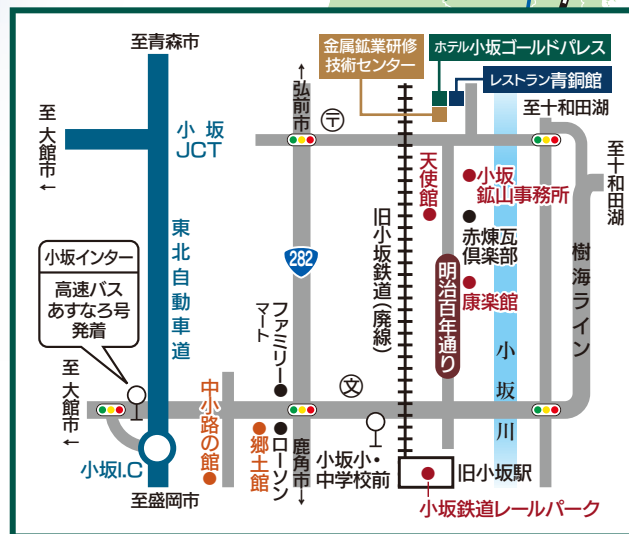 至青森市
金属鉱業研修
技術センター
ホテル小坂ゴールドパレス
レストラン青銅館
至大館市←
小坂
JCT
←弘前市
〒
至十和田湖
至十和田湖
天使館
小坂
鉱山事務所
赤煉瓦
倶楽部
旧小坂鉄道(廃線)
明治百年通り
康楽館
小坂川
樹海ライン
282
東北自動車道
小坂インター
高速バス
あすなろ号
発着
ファミリー
マート
文
至大館市←
中小路の館
郷土館
ローソン
鹿角市→
小坂小・
中学校前
旧小坂駅
小坂鉄道レールパーク
小坂I.C
至盛岡市